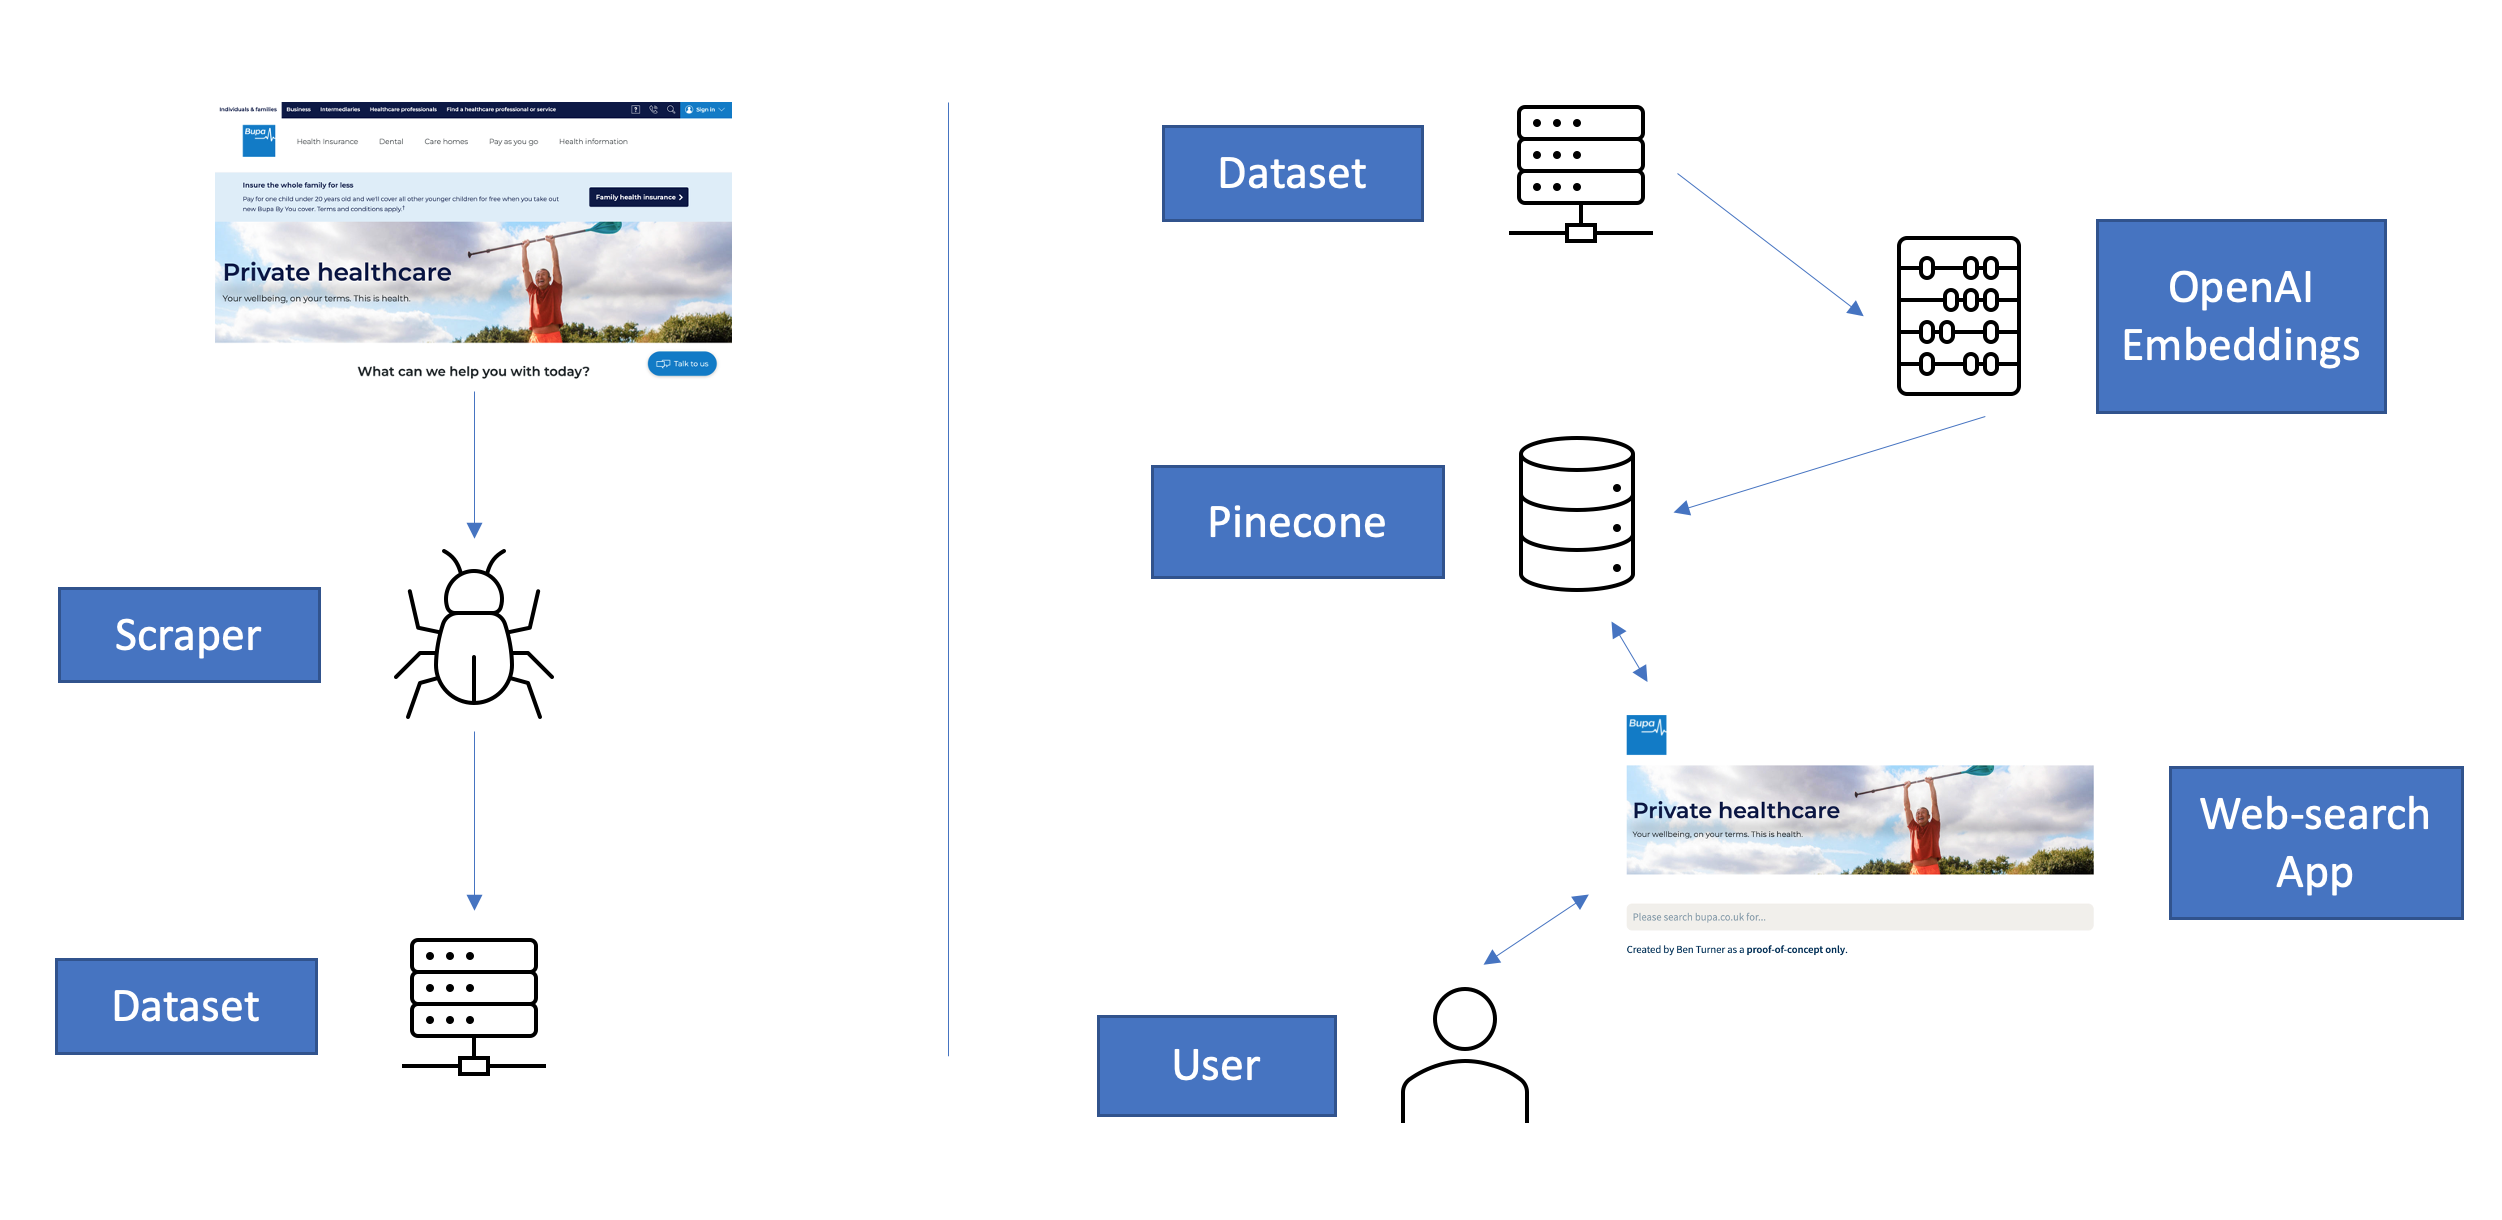 Individuals & families Business Intermediaries Healthcare professionals Find a healthcare professional or service ? Sign in
Bupa
Health Insurance Dental Care homes Pay as you go Health information
Insure the whole family for less
Pay for one child under 20 years old and we'll cover all other younger children for free when you take out
new Bupa By You cover. Terms and conditions apply.†
Family health insurance
Private healthcare
Your wellbeing, on your terms. This is health.
What can we help you with today?
Talk to us
Scraper
Dataset
Dataset
OpenAI
Embeddings
Pinecone
Bupa
Private healthcare
Your wellbeing, on your terms. This is health.
Please search bupa.co.uk for...
Created by Ben Turner as a proof-of-concept only.
Web-search
App
User